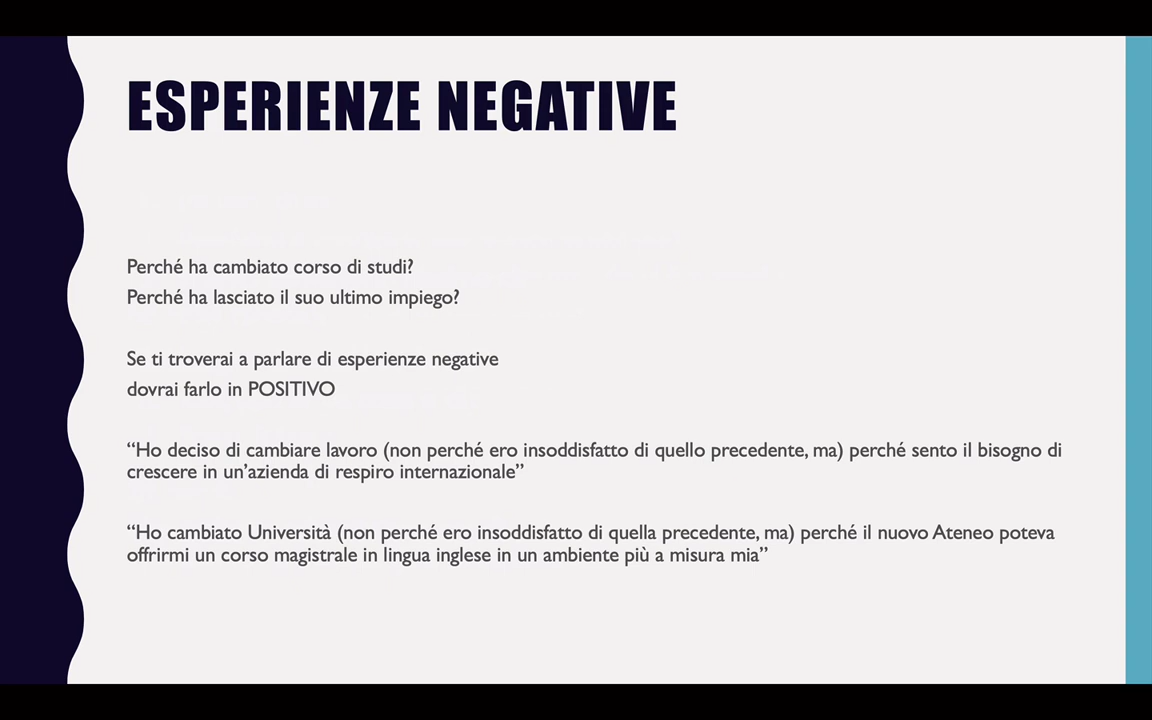 ESPERIENZE NEGATIVE
Perché ha cambiato corso di studi?
Perché ha lasciato il suo ultimo impiego?
Se ti troverai a parlare di esperienze negative
dovrai farlo in POSITIVO
“Ho deciso di cambiare lavoro (non perché ero insoddisfatto di quello precedente, ma) perché sento il bisogno di
crescere in un’azienda di respiro internazionale”
“Ho cambiato Università (non perché ero insoddisfatto di quella precedente, ma) perché il nuovo Ateneo poteva
offrirmi un corso magistrale in lingua inglese in un ambiente più a misura mia”